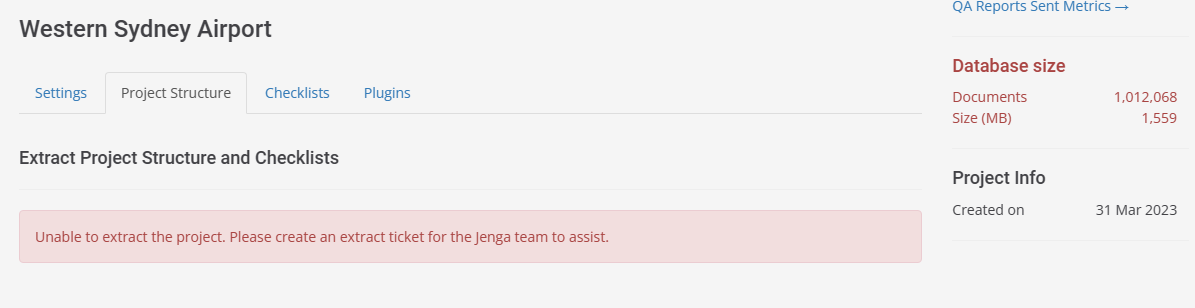 Western Sydney Airport
Settings
Project Structure
Checklists
Plugins
Extract Project Structure and Checklists
Unable to extract the project. Please create an extract ticket for the Jenga team to assist.
QA Reports Sent Metrics →
Database size
Documents 1,012,068
Size (MB) 1,559
Project Info
Created on 31 Mar 2023